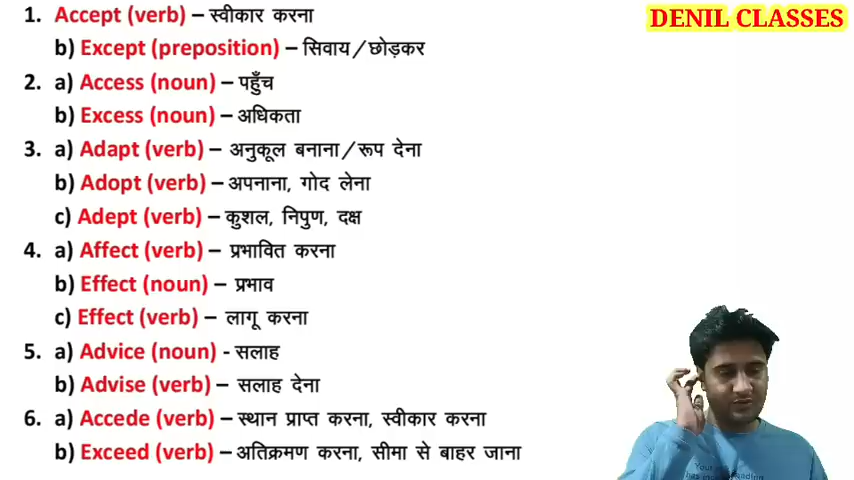 DENIL CLASSES
1. Accept (verb) – स्वीकार करना
b) Except (preposition) – सिवाय/छोड़कर
2. a) Access (noun) – पहुँच
b) Excess (noun) – अधिकता
3. a) Adapt (verb) – अनुकूल बनाना/रूप देना
b) Adopt (verb) – अपनाना, गोद लेना
c) Adept (verb) – कुशल, निपुण, दक्ष
4. a) Affect (verb) – प्रभावित करना
b) Effect (noun) – प्रभाव
c) Effect (verb) – लागू करना
5. a) Advice (noun) - सलाह
b) Advise (verb) – सलाह देना
6. a) Accede (verb) – स्थान प्राप्त करना, स्वीकार करना
b) Exceed (verb) – अतिक्रमण करना, सीमा से बाहर जाना